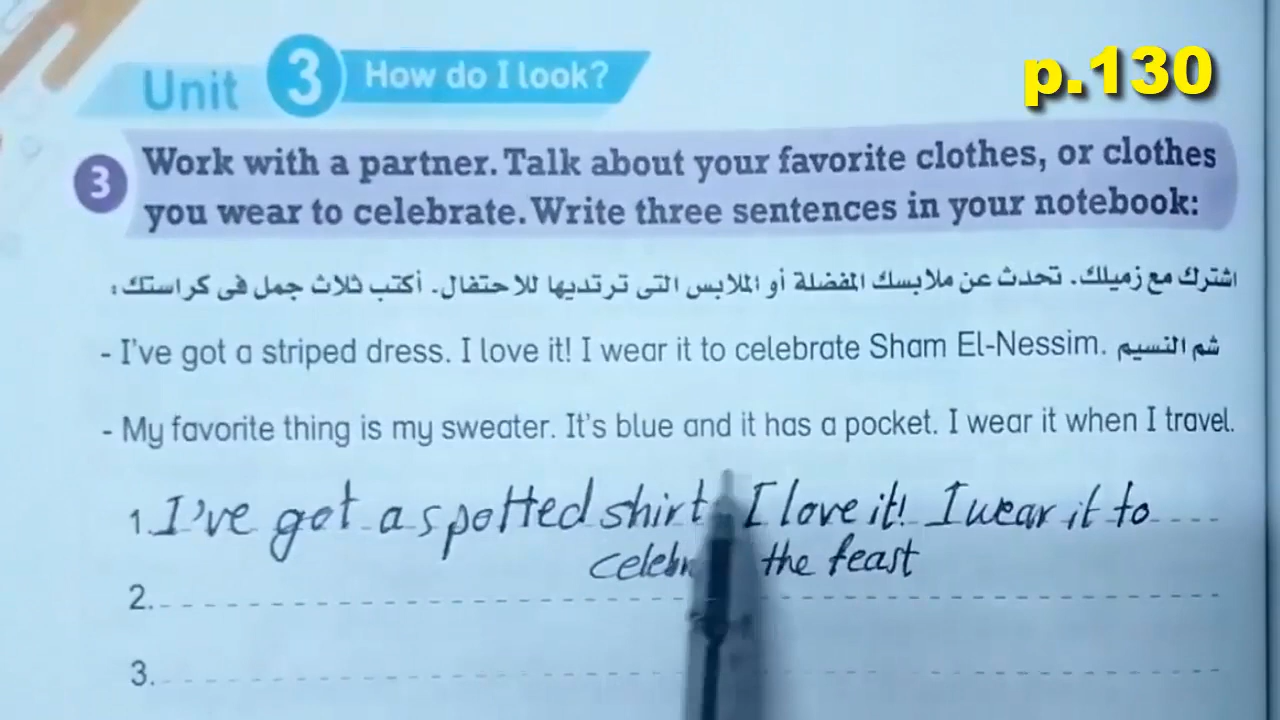 p.130
Unit 3 How do I look?
3 Work with a partner. Talk about your favorite clothes, or clothes
you wear to celebrate. Write three sentences in your notebook:
اشترك مع زميلك. تحدث عن ملابسك المفضلة أو الملابس التى ترتديها للاحتفال. أكتب ثلاث جمل فى كراستك:
- I've got a striped dress. I love it! I wear it to celebrate Sham El-Nessim. شم النسيم
- My favorite thing is my sweater. It's blue and it has a pocket. I wear it when I travel.
1. I've got a spotted shirt. I love it! I wear it to
the feast
2.
3.